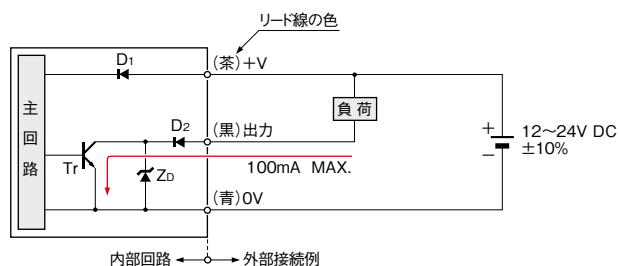 リード線の色
D1
(茶)+V
主回路
負荷
D2
(黒)出力
12〜24V DC
±10%
+
−
Tr
ZD
100mA MAX.
(青)0V
内部回路
外部接続例